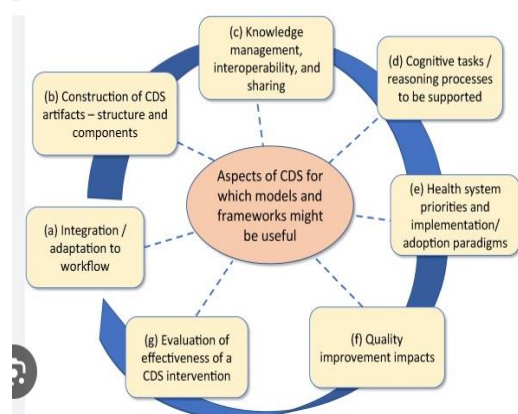 (c) Knowledge
management,
interoperability, and
sharing
(d) Cognitive tasks /
reasoning processes
to be supported
(b) Construction of CDS
artifacts – structure and
components
Aspects of CDS for
which models and
frameworks might
be useful
(e) Health system
priorities and
implementation/
adoption paradigms
(a) Integration /
adaptation to
workflow
(g) Evaluation of
effectiveness of a
CDS intervention
(f) Quality
improvement impacts